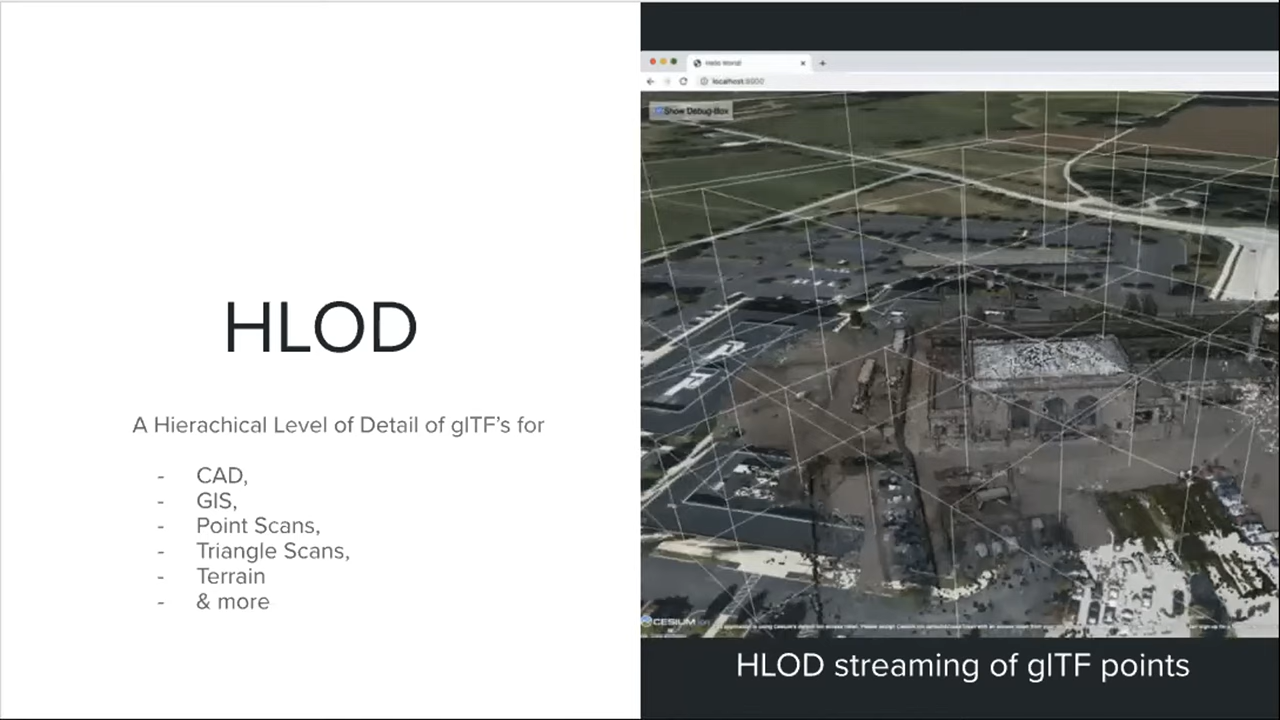 HLOD
A Hierachical Level of Detail of glTF's for
- CAD,
- GIS,
- Point Scans,
- Triangle Scans,
- Terrain
- & more
Hello World!
localhost:8000
Show Debug-Box
CESIUM ion
HLOD streaming of glTF points